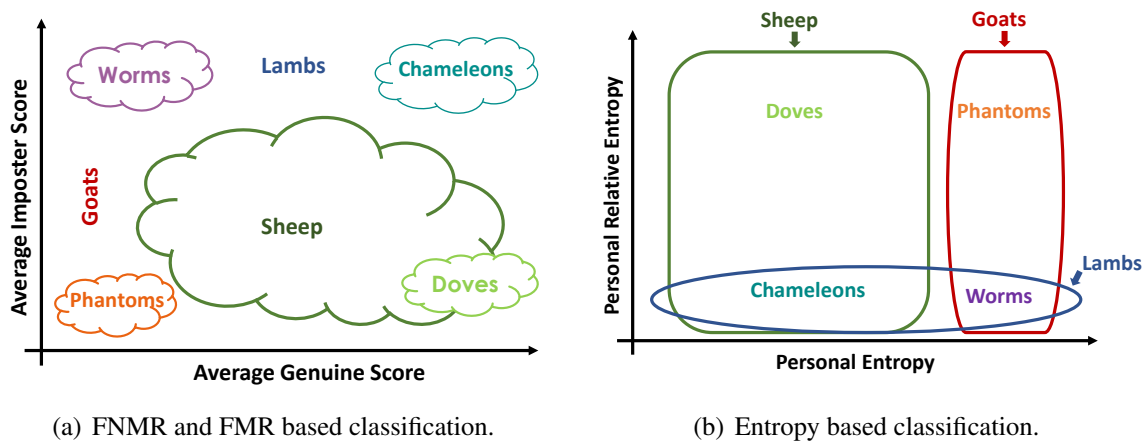 Average Imposter Score
Worms
Lambs
Chameleons
Goats
Sheep
Phantoms
Doves
Average Genuine Score
(a) FNMR and FMR based classification.
Personal Relative Entropy
Sheep
Goats
Doves
Phantoms
Lambs
Chameleons
Worms
Personal Entropy
(b) Entropy based classification.